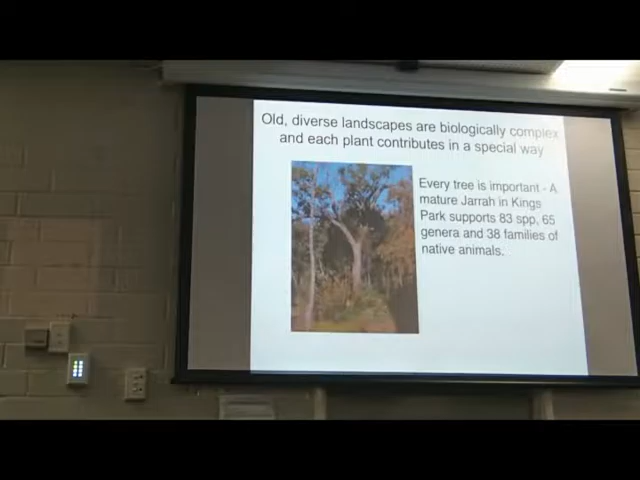 Old, diverse landscapes are biologically complex
and each plant contributes in a special way
Every tree is important - A
mature Jarrah in Kings
Park supports 83 spp, 65
genera and 38 families of
native animals.